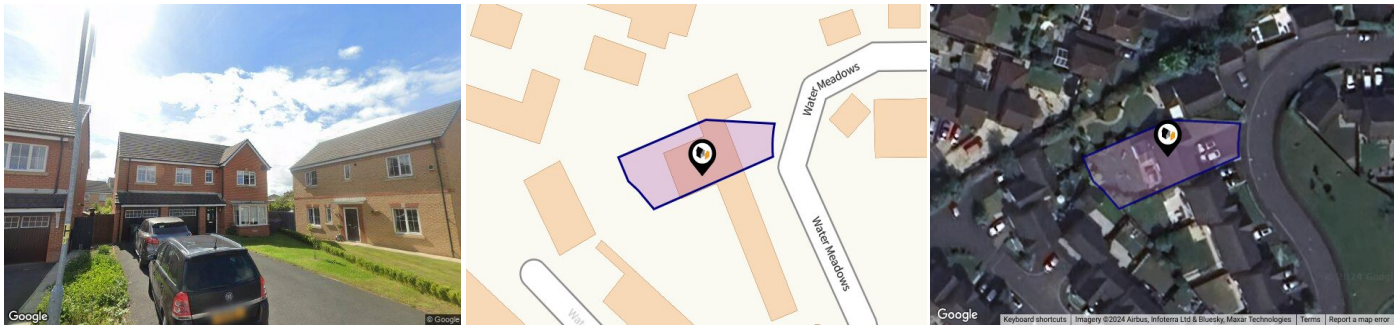 Google
© Google
Water Meadows
Water Meadows
Wat
Google
Keyboard shortcuts
Imagery ©2024 Airbus, Infoterra Ltd & Bluesky, Maxar Technologies
Terms
Report a map error